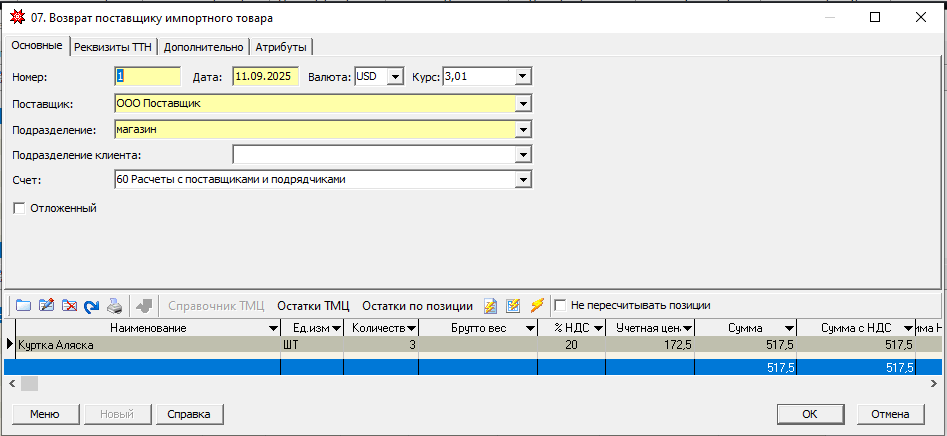 07. Возврат поставщику импортного товара
Основные Реквизиты ТТН Дополнительно Атрибуты
Номер: 1 Дата: 11.09.2025 Валюта: USD Курс: 3,01
Поставщик: ООО Поставщик
Подразделение: магазин
Подразделение клиента:
Счет: 60 Расчеты с поставщиками и подрядчиками
Отложенный
Справочник ТМЦ Остатки ТМЦ Остатки по позиции Не пересчитывать позиции
Наименование Ед.изм Количеств Брутто вес % НДС Учетная цен Сумма Сумма с НДС мма Н
Куртка Аляска ШТ 3 20 172,5 517,5 517,5
517,5 517,5
Меню Новый Справка OK Отмена